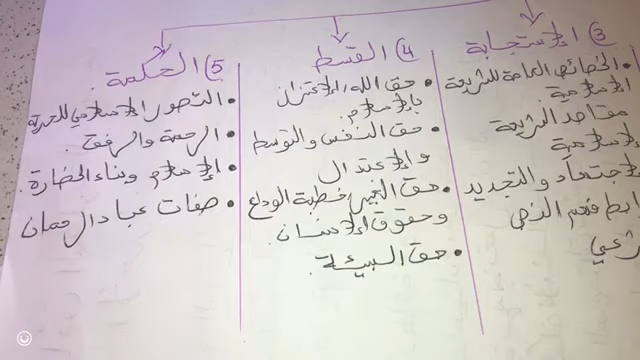 ③ الاستجابة
• الخصائص العامة للشريعة
الإسلامية.
مقاصد الشريعة
الإسلامية
الاجتهاد والتجديد
فهم النص
الشرعي
④ القسط
• حق الله، الاعتزاز
بالإسلام.
• حق النفس والتوسط
والاعتدال
• حق الغير، خطبة الوداع
وحقوق الإنسان.
• حق البيئة.
⑤ الحكمة.
• التصور الإسلامي للحرية
• الرحمة والرفق.
• الإسلام وبناء الحضارة.
• صفات عباد الرحمان